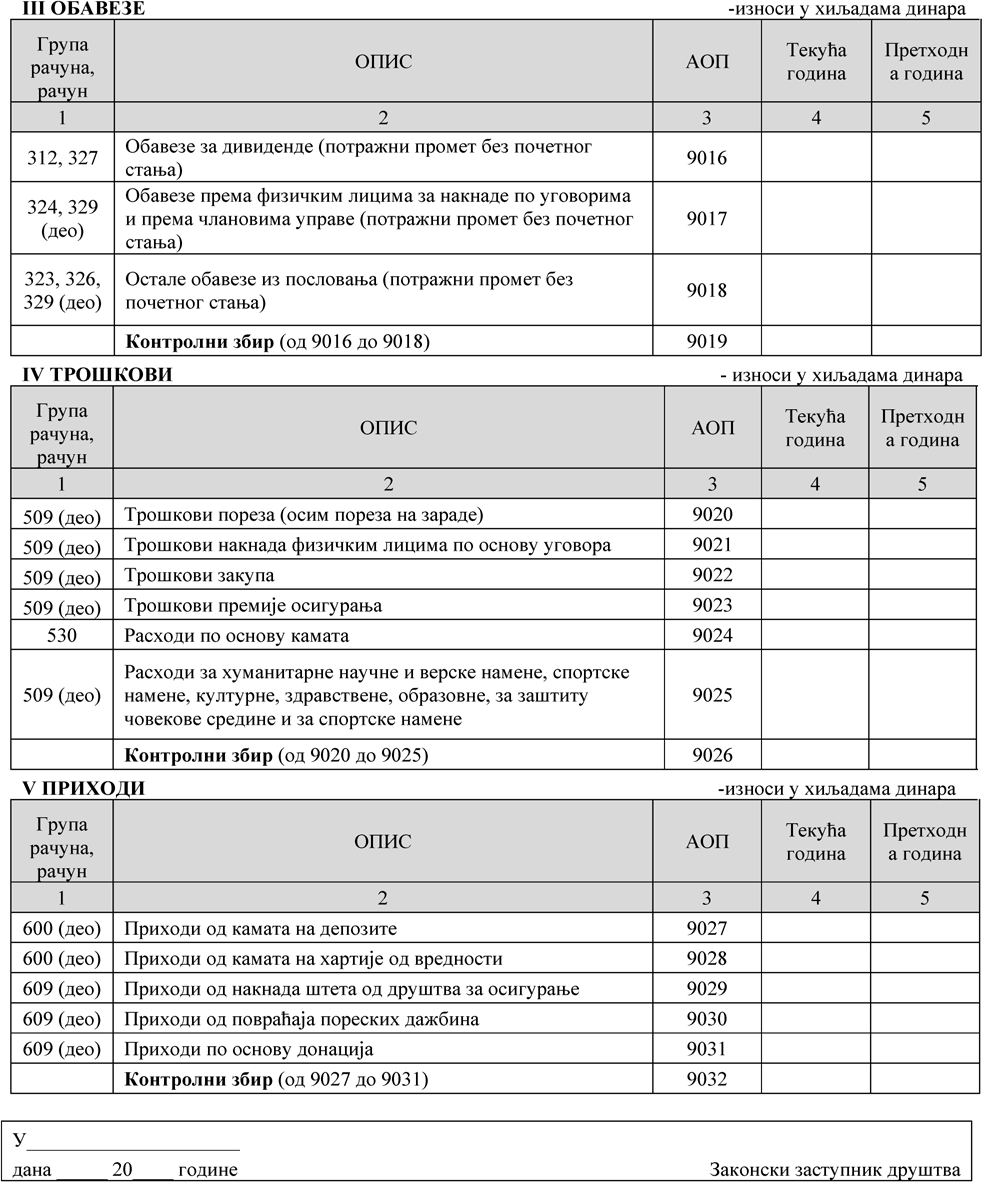 III ОБАВЕЗЕ -износи у хиљадама динара
Група
рачуна,
рачун
ОПИС
АОП
Текућа
година
Претходн
а година
1 2 3 4 5
312, 327
Обавезе за дивиденде (потражни промет без почетног
стања)
9016
324, 329
(део)
Обавезе према физичким лицима за накнаде по уговорима
и према члановима управе (потражни промет без почетног
стања)
9017
323, 326,
329 (део)
Остале обавезе из пословања (потражни промет без
почетног стања)
9018
Контролни збир (од 9016 до 9018) 9019
IV ТРОШКОВИ - износи у хиљадама динара
Група
рачуна,
рачун
ОПИС
АОП
Текућа
година
Претходн
а година
1 2 3 4 5
509 (део) Трошкови пореза (осим пореза на зараде) 9020
509 (део) Трошкови накнада физичким лицима по основу уговора 9021
509 (део) Трошкови закупа 9022
509 (део) Трошкови премије осигурања 9023
530 Расходи по основу камата 9024
509 (део)
Расходи за хуманитарне научне и верске намене, спортске
намене, културне, здравствене, образовне, за заштиту
човекове средине и за спортске намене
9025
Контролни збир (од 9020 до 9025) 9026
V ПРИХОДИ -износи у хиљадама динара
Група
рачуна,
рачун
ОПИС
АОП
Текућа
година
Претходн
а година
1 2 3 4 5
600 (део) Приходи од камата на депозите 9027
600 (део) Приходи од камата на хартије од вредности 9028
609 (део) Приходи од накнада штета од друштва за осигурање 9029
609 (део) Приходи од повраћаја пореских дажбина 9030
609 (део) Приходи по основу донација 9031
Контролни збир (од 9027 до 9031) 9032
У______________________
дана _____ 20____ године Законски заступник друштва